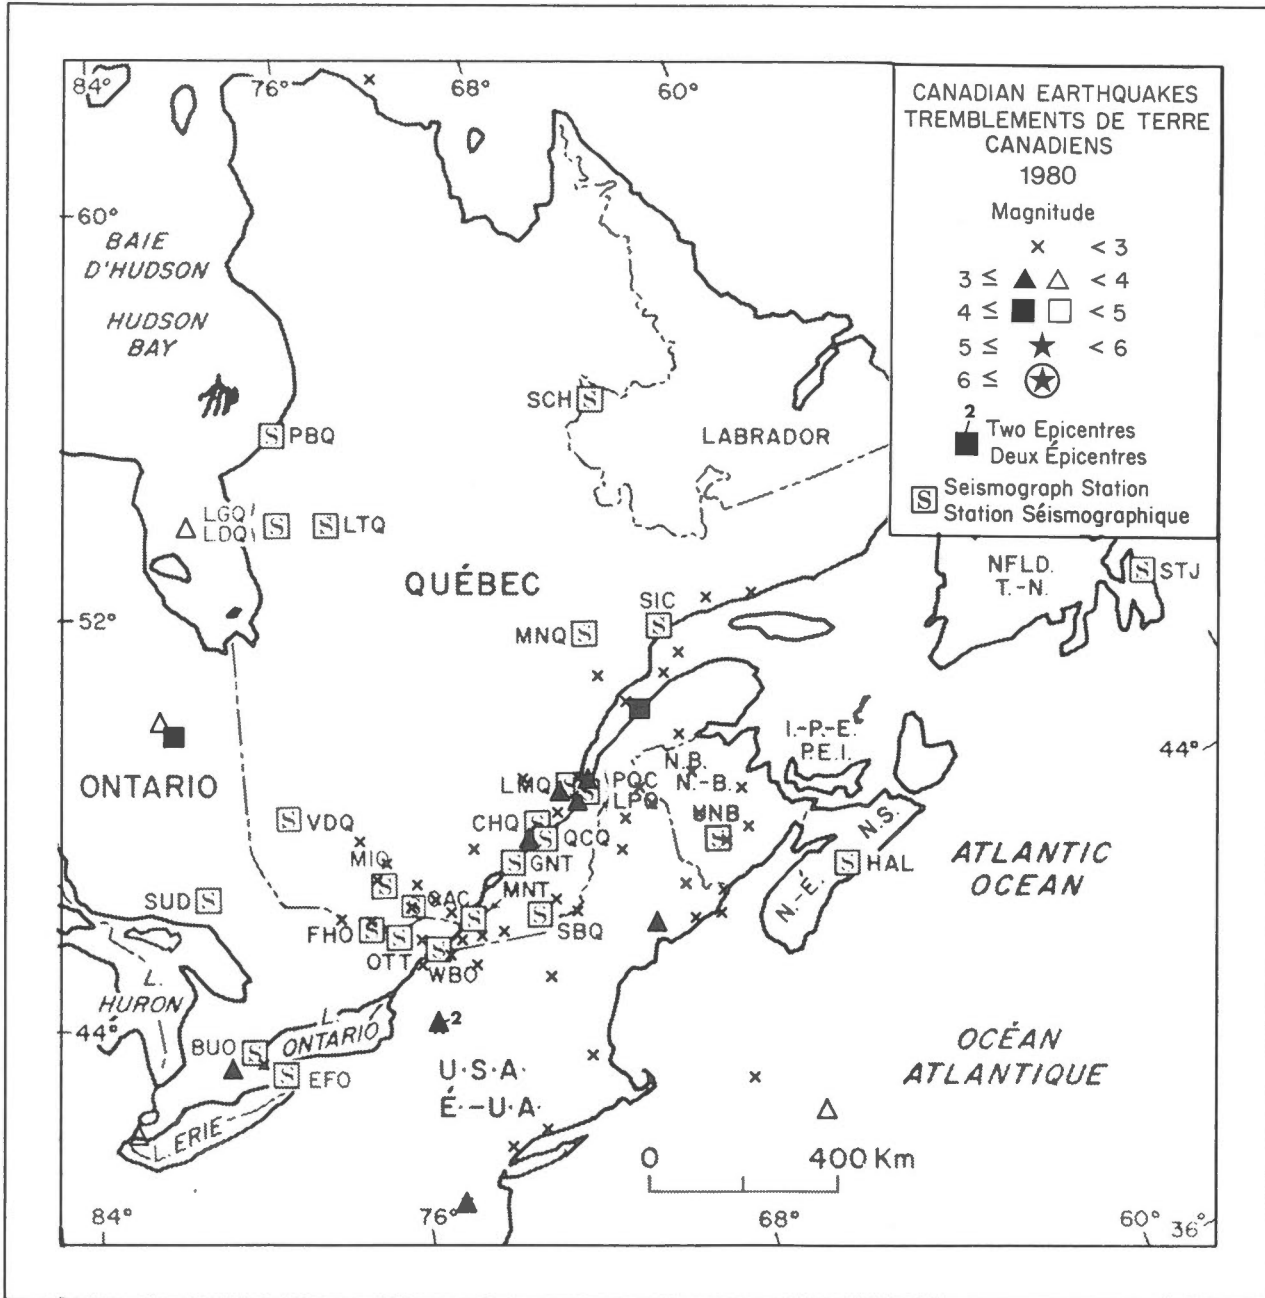 84°
76°
68°
60°
CANADIAN EARTHQUAKES
TREMBLEMENTS DE TERRE
CANADIENS
1980
Magnitude
x < 3
3 ≤ ▲ △ < 4
4 ≤ ■ □ < 5
5 ≤ ★ < 6
6 ≤
2
Two Epicentres
Deux Épicentres
S Seismograph Station
Station Séismographique
60°
BAIE
D'HUDSON
HUDSON
BAY
SCH S
S PBQ
LABRADOR
LGQ
LDQ S
S LTQ
QUÉBEC
NFLD.
T.-N.
S STJ
52°
SIC
S
MNQ S
I.-P.-E.
P.E.I.
44°
ONTARIO
N.B.
N.-B.
LMQ S
POC
S LPQ
S VDQ
CHQ S
S QCQ
UNB
S
N.S.
N.-E.
S HAL
ATLANTIC
OCEAN
MIQ
S
S GNT
MNT
S
SUD S
OAC
S
S SBQ
FHO S
OTT S
WBO S
L.
HURON
2
L.
ONTARIO
BUO S
S EFO
U.S.A.
É.-U.A.
OCÉAN
ATLANTIQUE
L. ERIE
0 400 Km
84°
76°
68°
60°
36°
44°